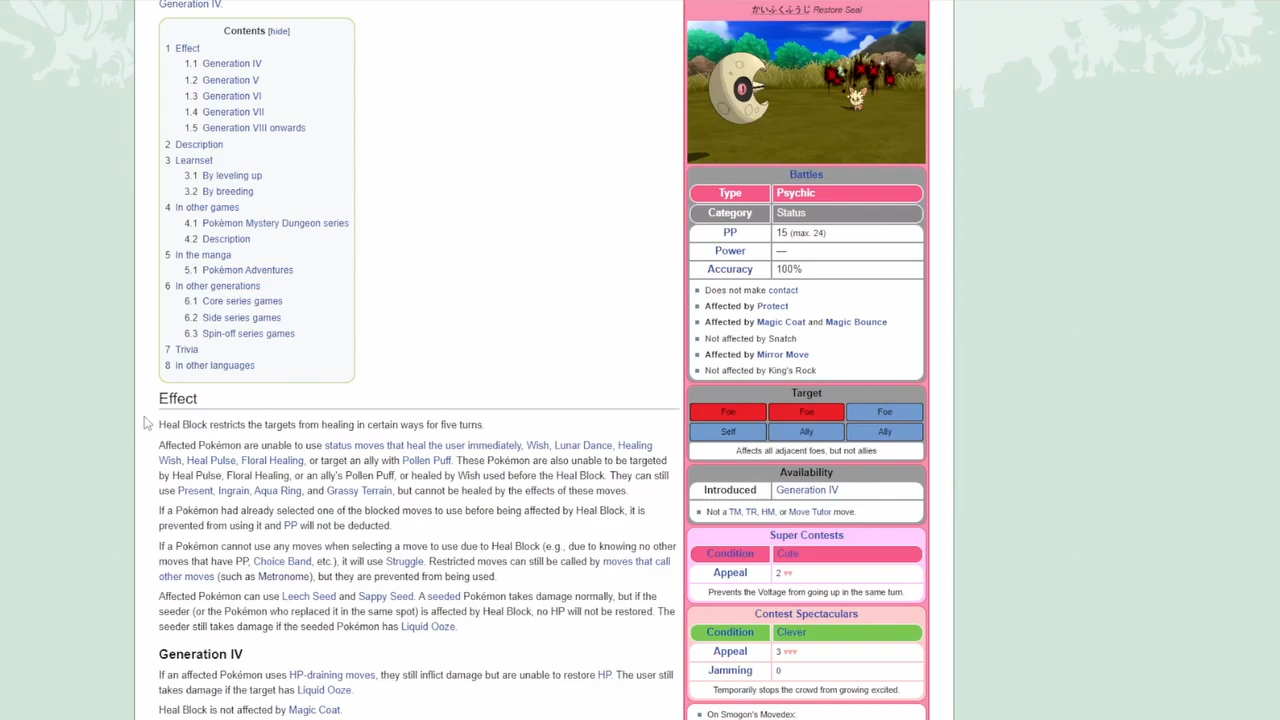 Generation IV.
Contents [hide]
1 Effect
1.1 Generation IV
1.2 Generation V
1.3 Generation VI
1.4 Generation VII
1.5 Generation VIII onwards
2 Description
3 Learnset
3.1 By leveling up
3.2 By breeding
4 In other games
4.1 Pokémon Mystery Dungeon series
4.2 Description
5 In the manga
5.1 Pokémon Adventures
6 In other generations
6.1 Core series games
6.2 Side series games
6.3 Spin-off series games
7 Trivia
8 In other languages
Effect
Heal Block restricts the targets from healing in certain ways for five turns.
Affected Pokémon are unable to use status moves that heal the user immediately, Wish, Lunar Dance, Healing
Wish, Heal Pulse, Floral Healing, or target an ally with Pollen Puff. These Pokémon are also unable to be targeted
by Heal Pulse, Floral Healing, or an ally's Pollen Puff, or healed by Wish used before the Heal Block. They can still
use Present, Ingrain, Aqua Ring, and Grassy Terrain, but cannot be healed by the effects of these moves.
If a Pokémon had already selected one of the blocked moves to use before being affected by Heal Block, it is
prevented from using it and PP will not be deducted.
If a Pokémon cannot use any moves when selecting a move to use due to Heal Block (e.g., due to knowing no other
moves that have PP, Choice Band, etc.), it will use Struggle. Restricted moves can still be called by moves that call
other moves (such as Metronome), but they are prevented from being used.
Affected Pokémon can use Leech Seed and Sappy Seed. A seeded Pokémon takes damage normally, but if the
seeder (or the Pokémon who replaced it in the same spot) is affected by Heal Block, no HP will not be restored. The
seeder still takes damage if the seeded Pokémon has Liquid Ooze.
Generation IV
If an affected Pokémon uses HP-draining moves, they still inflict damage but are unable to restore HP. The user still
takes damage if the target has Liquid Ooze.
Heal Block is not affected by Magic Coat.
かいふくふうじ Restore Seal
Battles
Type Psychic
Category Status
PP 15 (max. 24)
Power —
Accuracy 100%
Does not make contact
Affected by Protect
Affected by Magic Coat and Magic Bounce
Not affected by Snatch
Affected by Mirror Move
Not affected by King's Rock
Target
Foe Foe Foe
Self Ally Ally
Affects all adjacent foes, but not allies
Availability
Introduced Generation IV
Not a TM, TR, HM, or Move Tutor move.
Super Contests
Condition Cute
Appeal 2 ♥♥
Prevents the Voltage from going up in the same turn.
Contest Spectaculars
Condition Clever
Appeal 3 ♥♥♥
Jamming 0
Temporarily stops the crowd from growing excited.
On Smogon's Movedex: